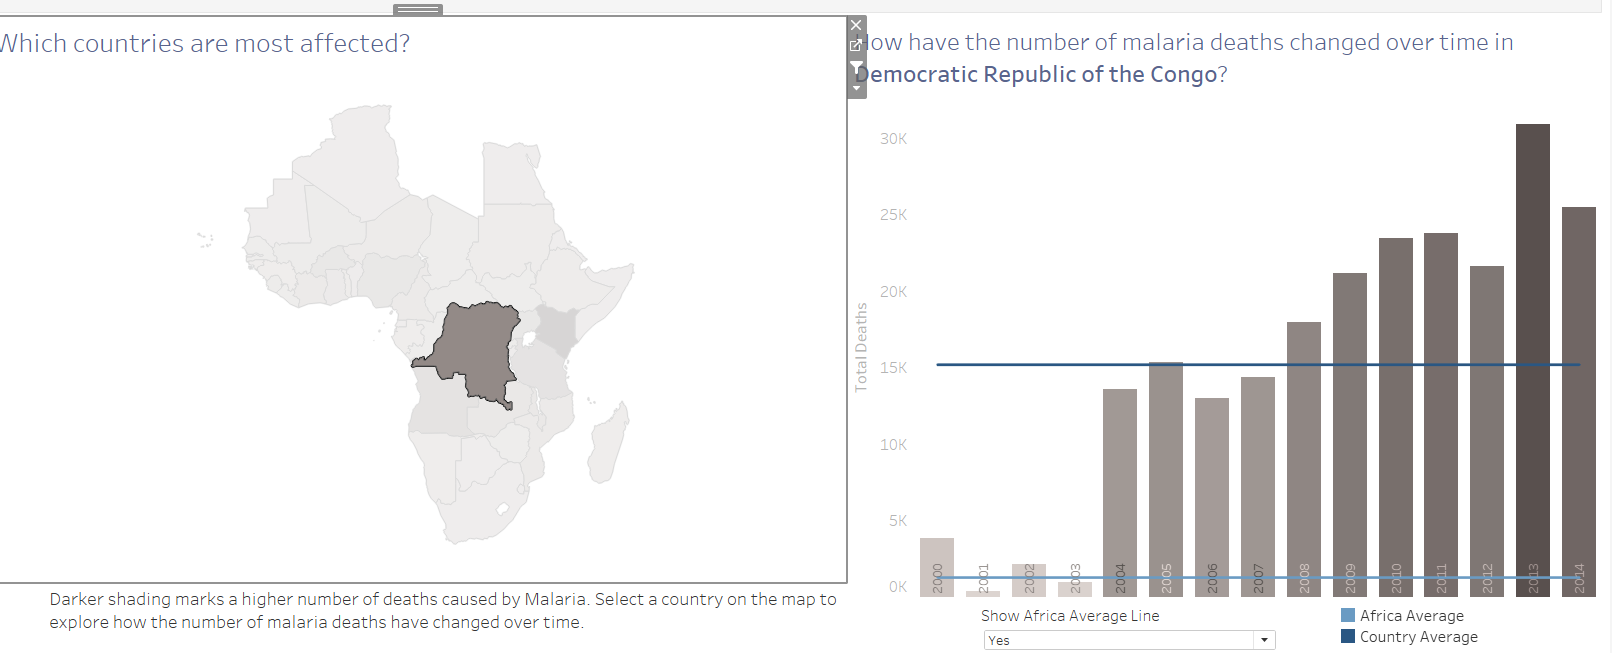 Which countries are most affected?
How have the number of malaria deaths changed over time in
Democratic Republic of the Congo?
30K
25K
20K
15K
10K
5K
0K
Total Deaths
2000
2001
2002
2003
2004
2005
2006
2007
2008
2009
2010
2011
2012
2013
2014
Darker shading marks a higher number of deaths caused by Malaria. Select a country on the map to
explore how the number of malaria deaths have changed over time.
Show Africa Average Line
Yes
Africa Average
Country Average